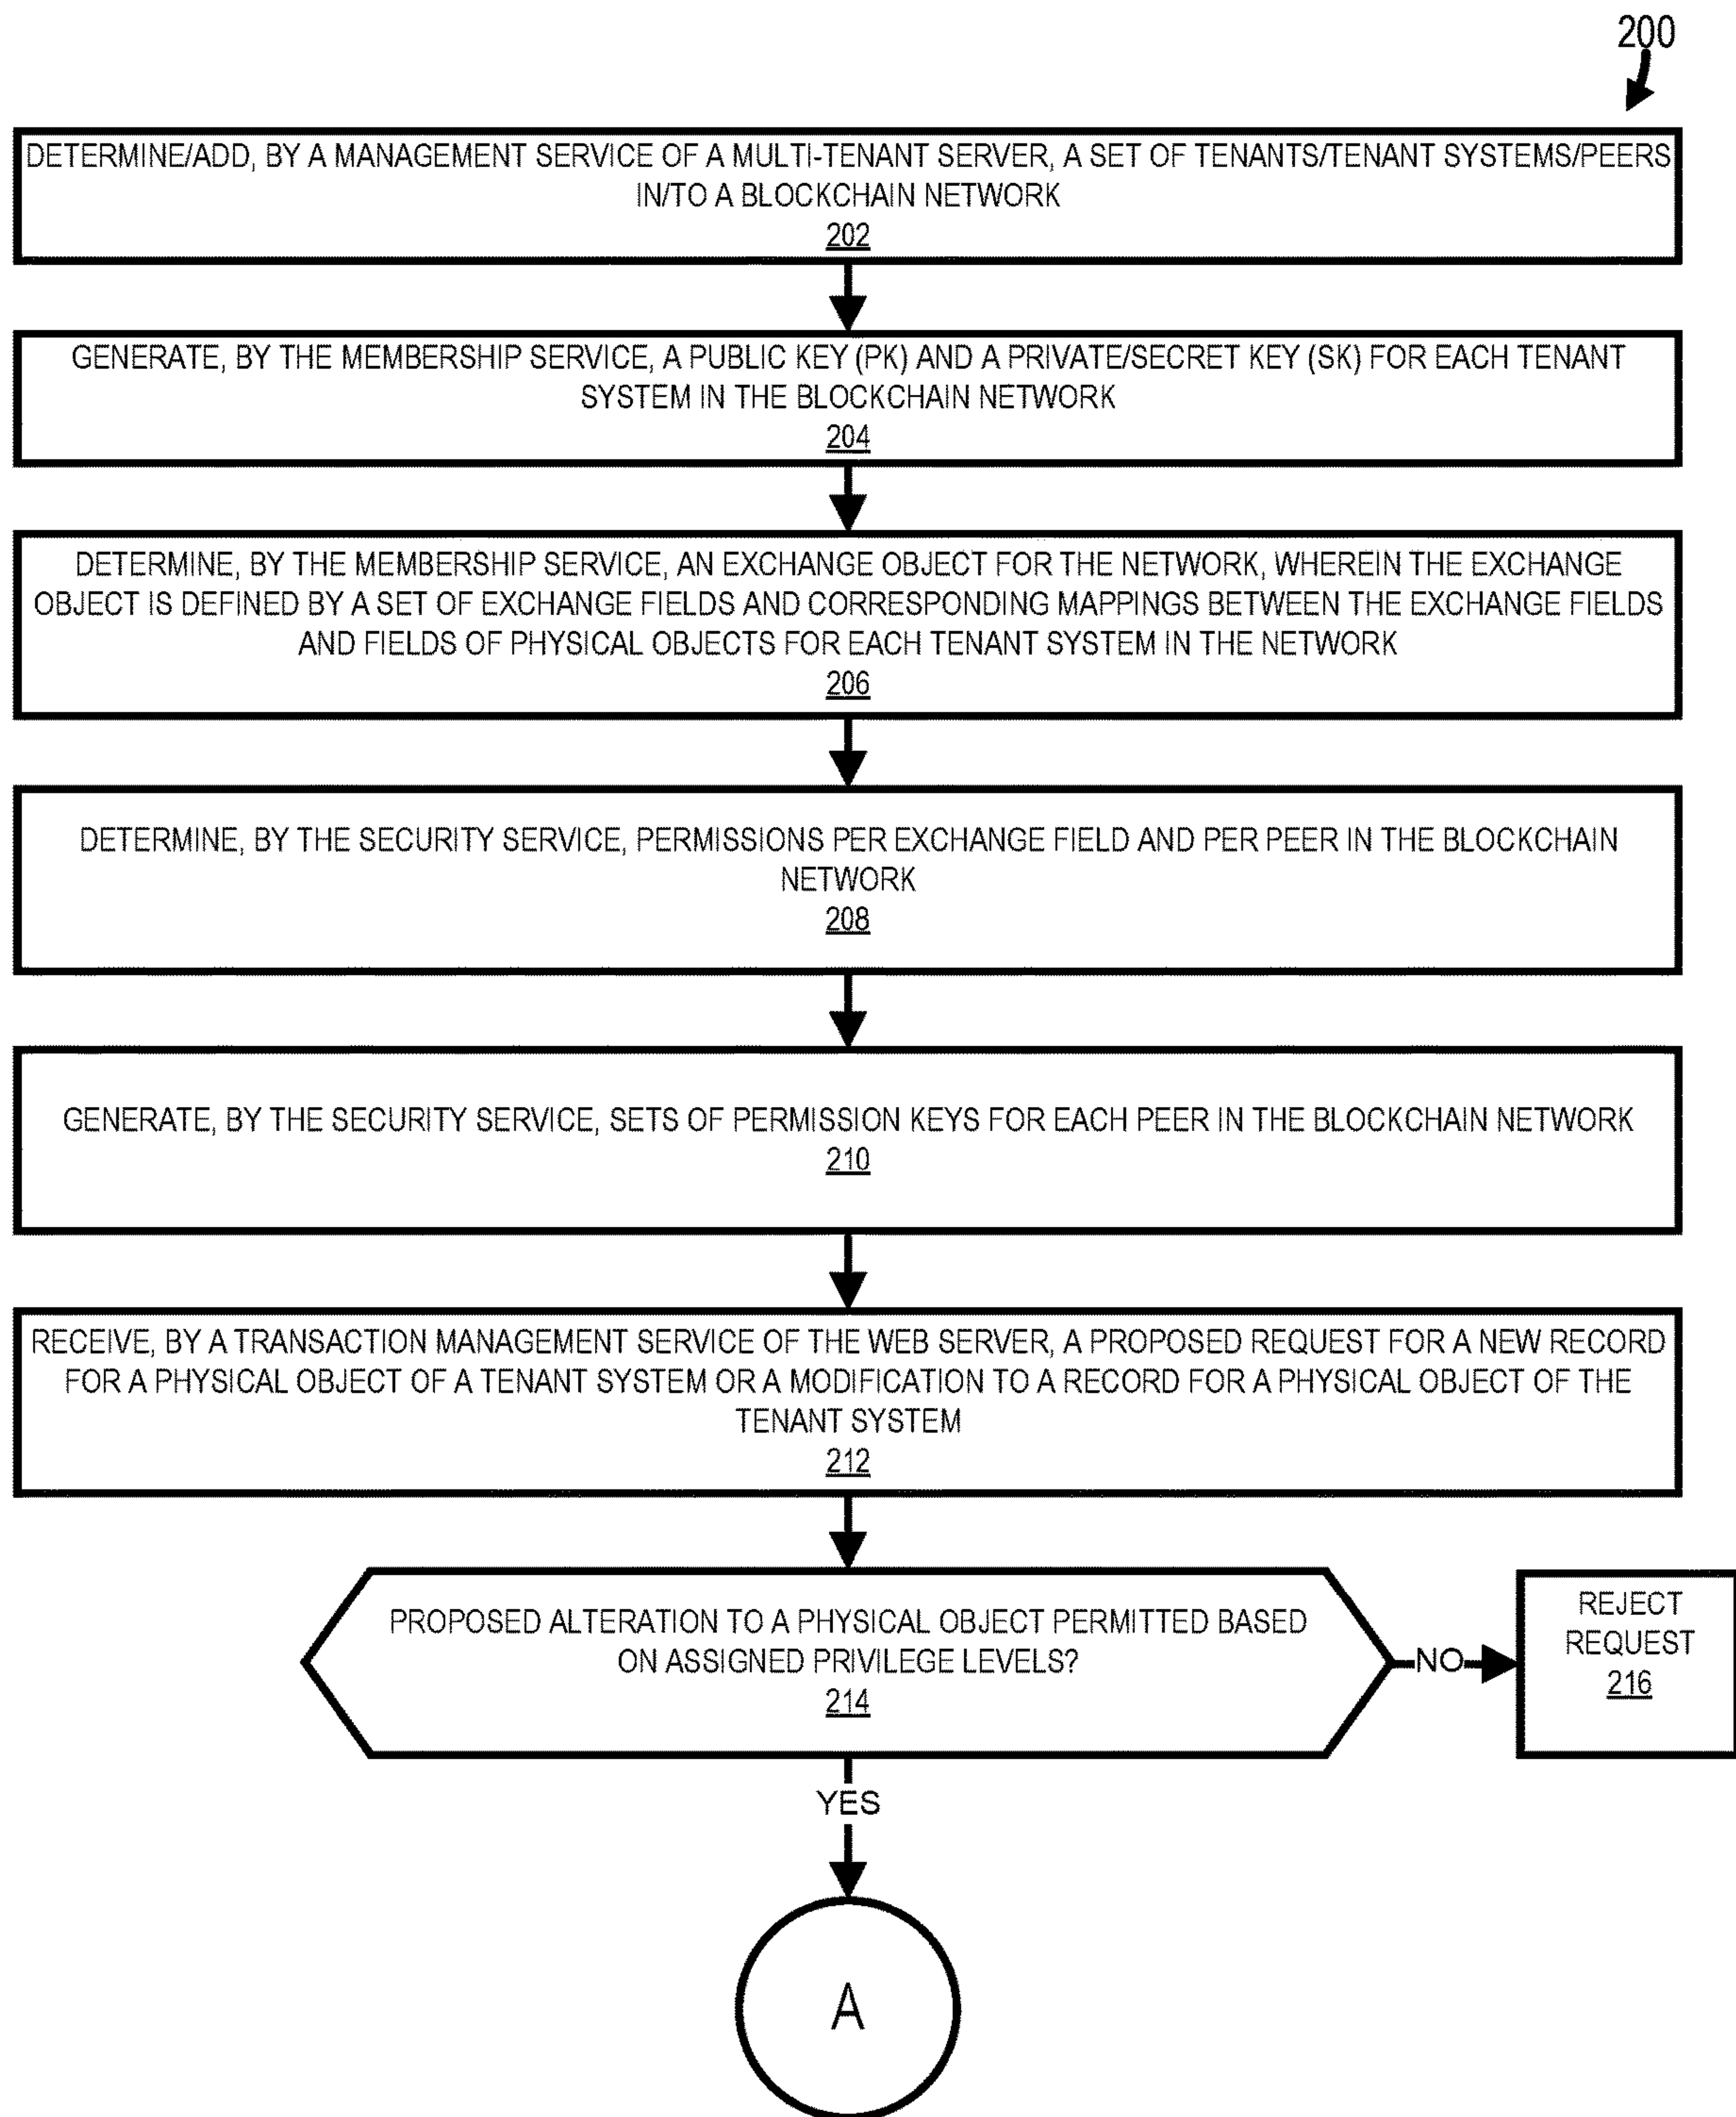 200
DETERMINE/ADD, BY A MANAGEMENT SERVICE OF A MULTI-TENANT SERVER, A SET OF TENANTS/TENANT SYSTEMS/PEERS
IN/TO A BLOCKCHAIN NETWORK
202
GENERATE, BY THE MEMBERSHIP SERVICE, A PUBLIC KEY (PK) AND A PRIVATE/SECRET KEY (SK) FOR EACH TENANT
SYSTEM IN THE BLOCKCHAIN NETWORK
204
DETERMINE, BY THE MEMBERSHIP SERVICE, AN EXCHANGE OBJECT FOR THE NETWORK, WHEREIN THE EXCHANGE
OBJECT IS DEFINED BY A SET OF EXCHANGE FIELDS AND CORRESPONDING MAPPINGS BETWEEN THE EXCHANGE FIELDS
AND FIELDS OF PHYSICAL OBJECTS FOR EACH TENANT SYSTEM IN THE NETWORK
206
DETERMINE, BY THE SECURITY SERVICE, PERMISSIONS PER EXCHANGE FIELD AND PER PEER IN THE BLOCKCHAIN
NETWORK
208
GENERATE, BY THE SECURITY SERVICE, SETS OF PERMISSION KEYS FOR EACH PEER IN THE BLOCKCHAIN NETWORK
210
RECEIVE, BY A TRANSACTION MANAGEMENT SERVICE OF THE WEB SERVER, A PROPOSED REQUEST FOR A NEW RECORD
FOR A PHYSICAL OBJECT OF A TENANT SYSTEM OR A MODIFICATION TO A RECORD FOR A PHYSICAL OBJECT OF THE
TENANT SYSTEM
212
PROPOSED ALTERATION TO A PHYSICAL OBJECT PERMITTED BASED
ON ASSIGNED PRIVILEGE LEVELS?
214
NO
REJECT
REQUEST
216
YES
A